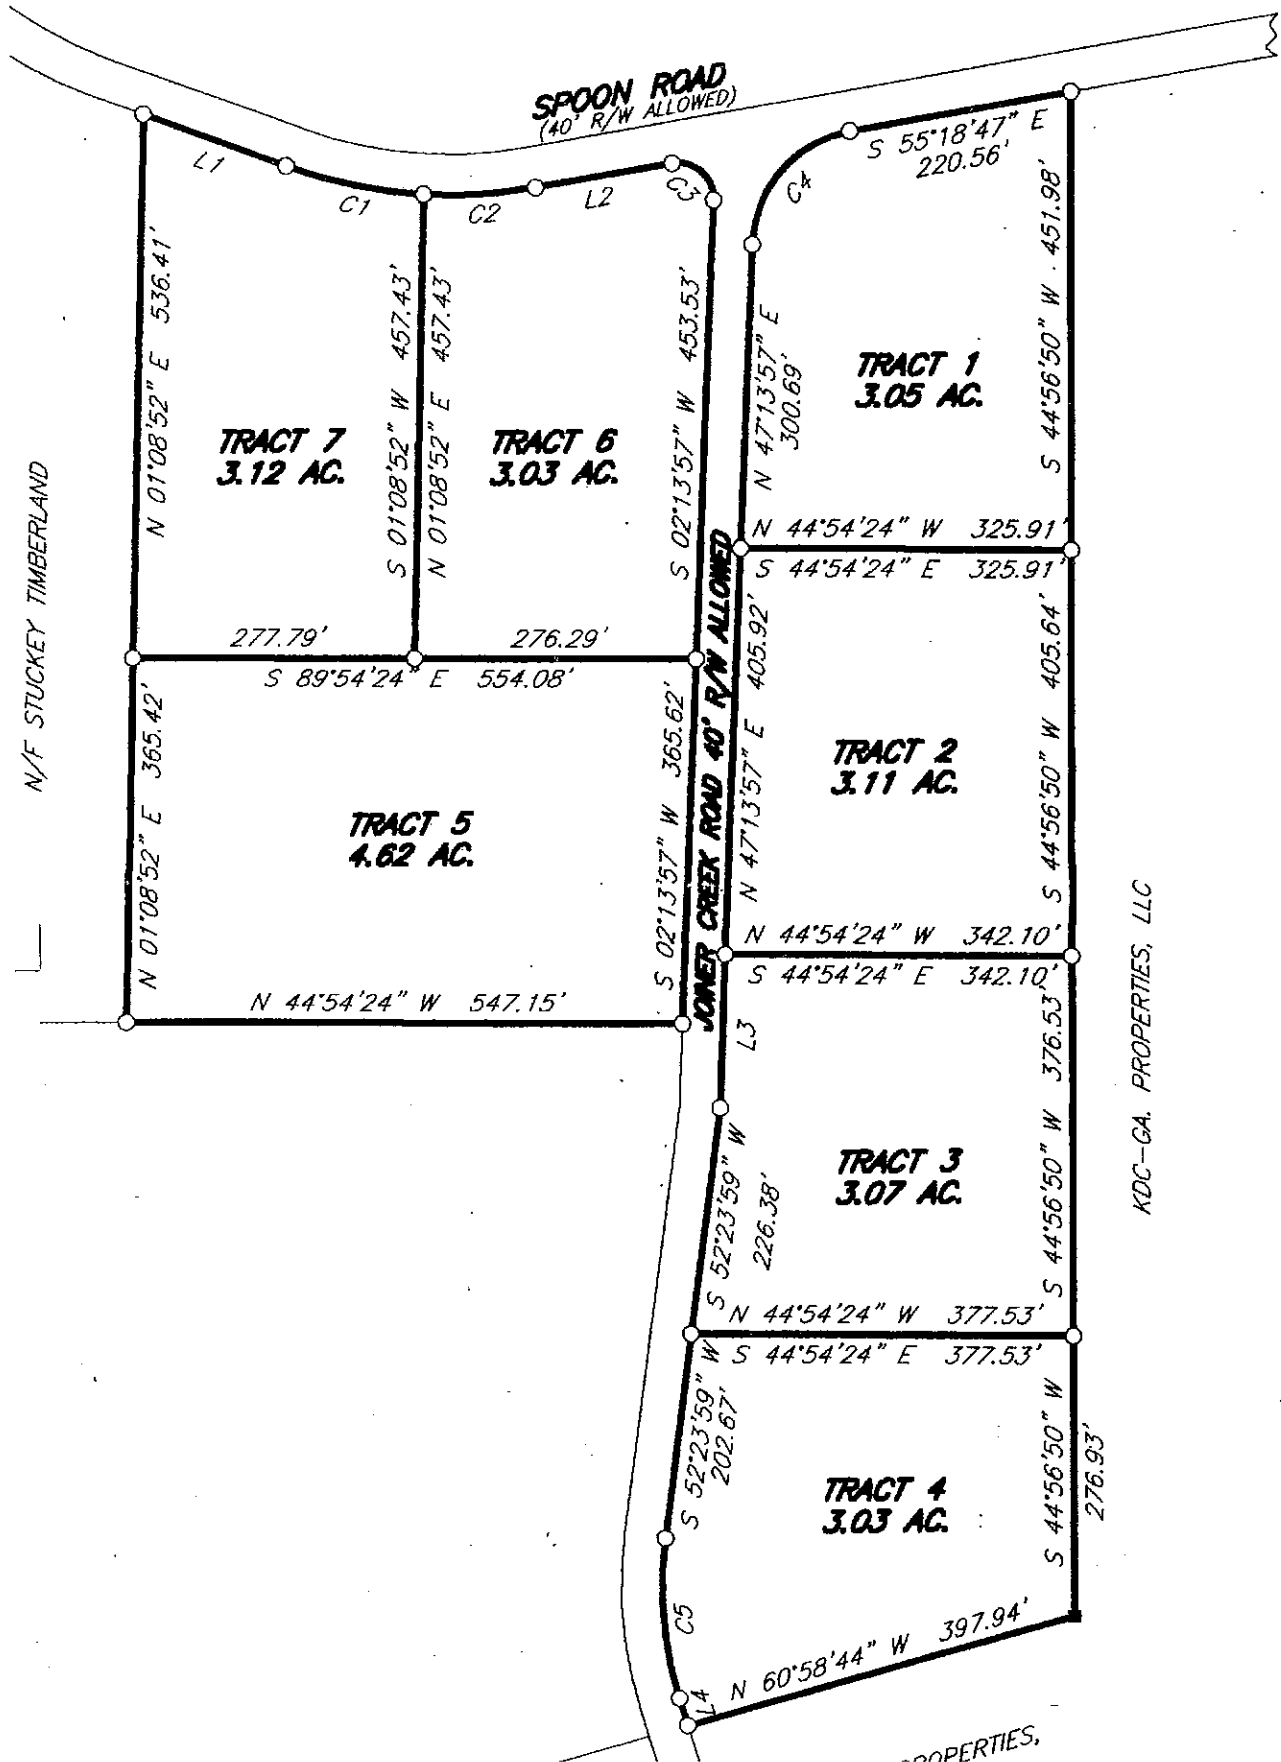 SPOON ROAD
(40' R/W ALLOWED)
L1
C1
C2
L2
C3
C4
S 55°18'47" E
220.56'
N 01°08'52" E 536.41'
S 01°08'52" W 457.43'
N 01°08'52" E 457.43'
S 02°13'57" W 453.53'
N 47°13'57" E
300.69'
S 44°56'50" W 451.98'
TRACT 1
3.05 AC.
TRACT 7
3.12 AC.
TRACT 6
3.03 AC.
N/F STUCKEY TIMBERLAND
N 44°54'24" W 325.91'
S 44°54'24" E 325.91'
277.79'
276.29'
S 89°54'24" E 554.08'
JOINER CREEK ROAD 40' R/W ALLOWED
N 01°08'52" E 365.42'
S 02°13'57" W 365.62'
N 47°13'57" E 405.92'
S 44°56'50" W 405.64'
TRACT 2
3.11 AC.
TRACT 5
4.62 AC.
N 44°54'24" W 342.10'
S 44°54'24" E 342.10'
N 44°54'24" W 547.15'
L3
S 44°56'50" W 376.53'
KDC-GA. PROPERTIES, LLC
S 52°23'59" W
226.38'
TRACT 3
3.07 AC.
N 44°54'24" W 377.53'
S 44°54'24" E 377.53'
S 52°23'59" W
202.67'
S 44°56'50" W
276.93'
TRACT 4
3.03 AC.
C5
L4
N 60°58'44" W 397.94'
PROPERTIES,